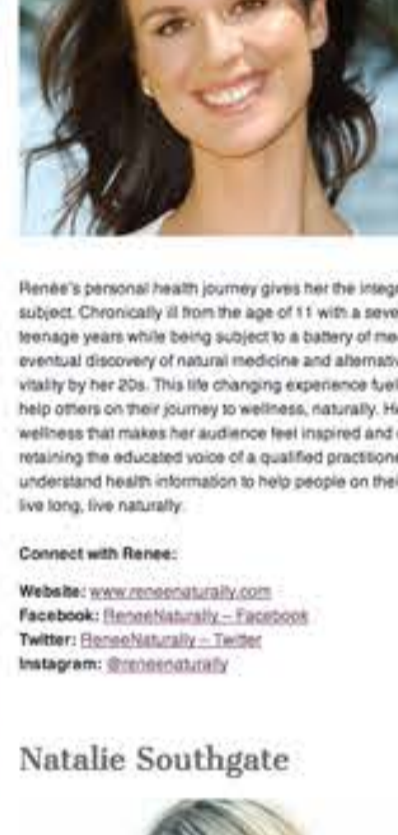 Renée's personal health journey gives her the integr
subject. Chronically ill from the age of 11 with a seve
teenage years while being subject to a battery of me
eventual discovery of natural medicine and alternativ
vitality by her 20s. This life changing experience fuel
help others on their journey to wellness, naturally. He
wellness that makes her audience feel inspired and
retaining the educated voice of a qualified practitione
understand health information to help people on thei
live long, live naturally.
Connect with Renee:
Website: www.reneenaturally.com
Facebook: ReneeNaturally – Facebook
Twitter: ReneeNaturally – Twitter
Instagram: @reneenaturally
Natalie Southgate